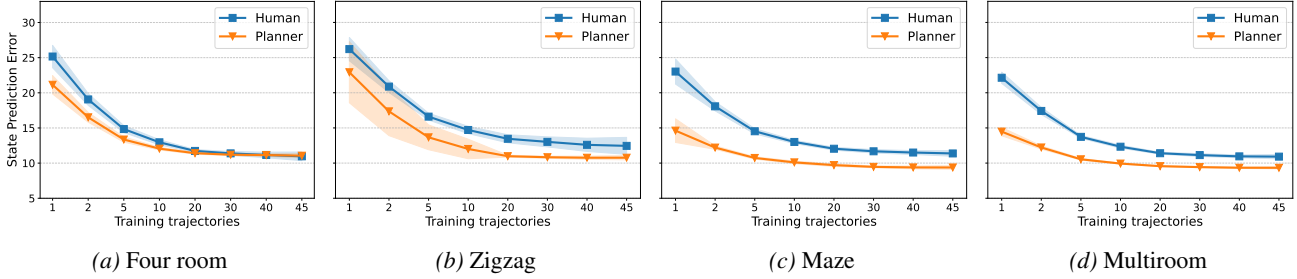 State Prediction Error
30
25
20
15
10
5
Human
Planner
1 2 5 10 20 30 40 45
Training trajectories
(a) Four room
Human
Planner
1 2 5 10 20 30 40 45
Training trajectories
(b) Zigzag
Human
Planner
1 2 5 10 20 30 40 45
Training trajectories
(c) Maze
Human
Planner
1 2 5 10 20 30 40 45
Training trajectories
(d) Multiroom